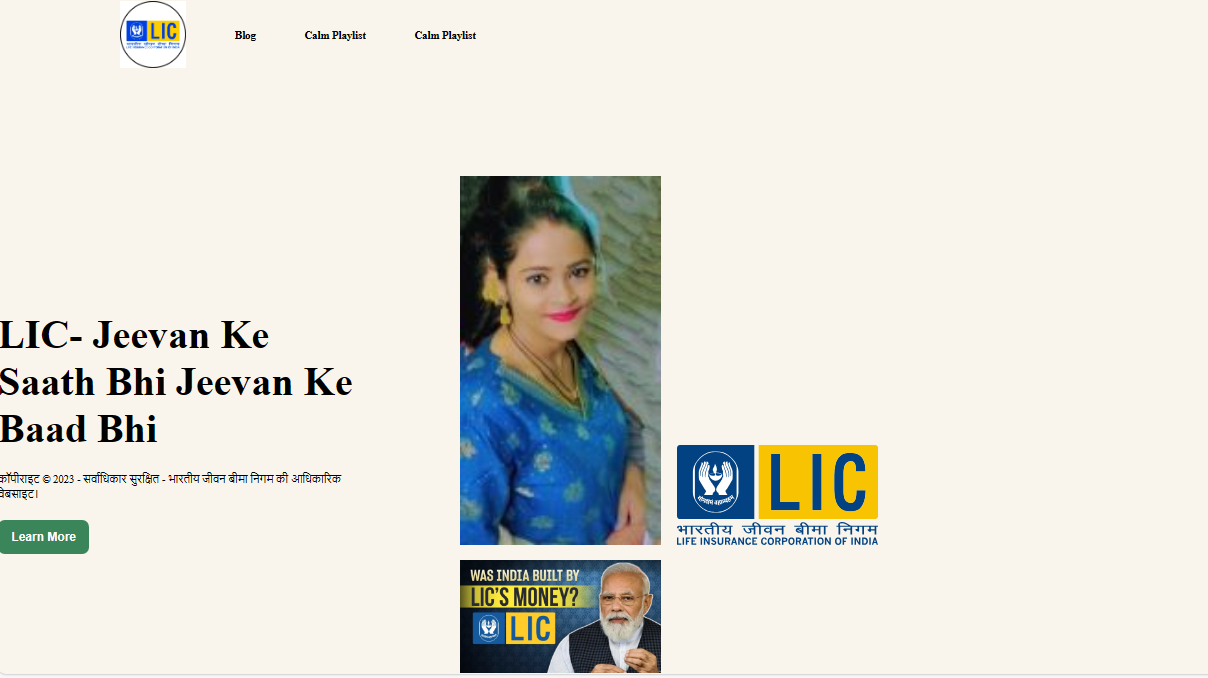 LIC
Blog
Calm Playlist
Calm Playlist
LIC- Jeevan Ke
Saath Bhi Jeevan Ke
Baad Bhi
कॉपीराइट © 2023 - सर्वाधिकार सुरक्षित - भारतीय जीवन बीमा निगम की आधिकारिक
वेबसाइट।
Learn More
LIC
भारतीय जीवन बीमा निगम
LIFE INSURANCE CORPORATION OF INDIA
WAS INDIA BUILT BY
LIC'S MONEY?
LIC